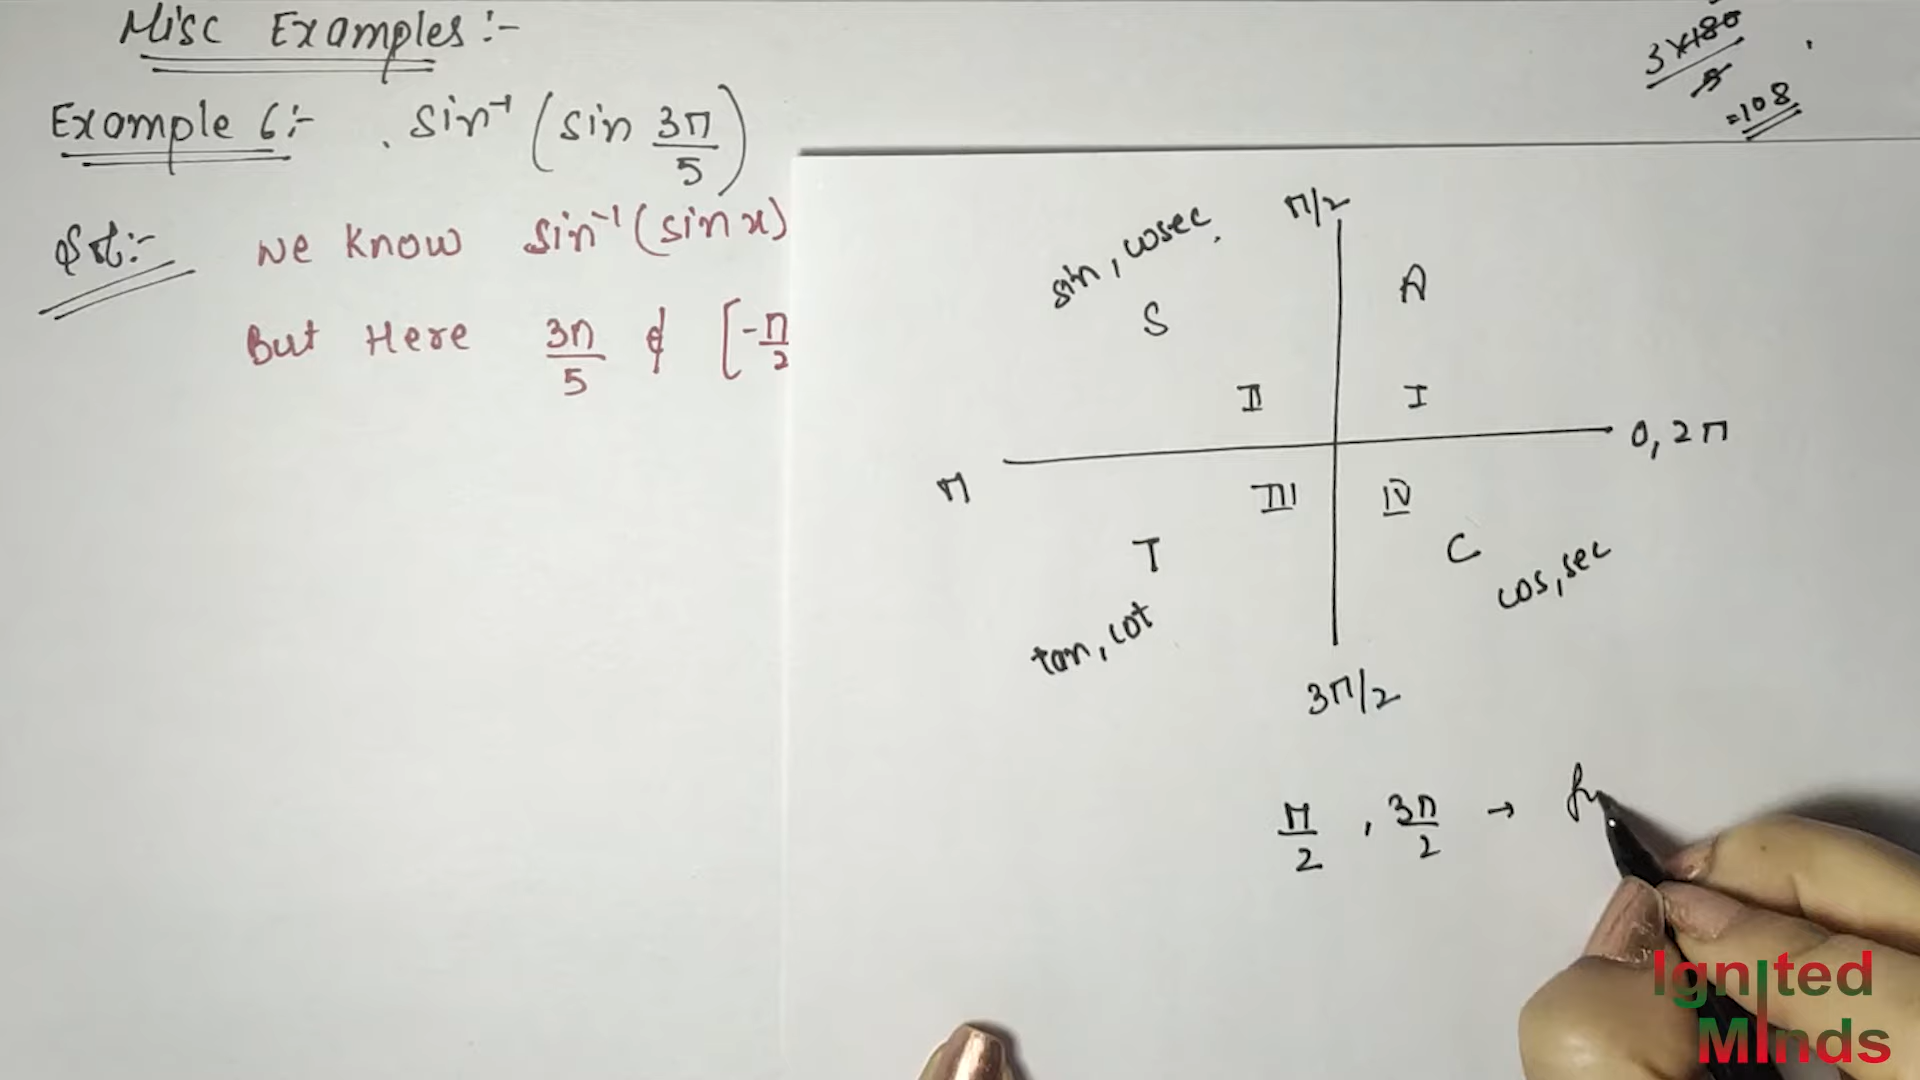 Misc Examples:-
3×180
5
=108
Example 6:- . sin⁻¹ (sin 3π/5)
We know sin⁻¹(sin x)
But Here 3π/5 ∉ [-π/2
π/2
sin, cosec.
S
A
II
I
0, 2π
π
III
IV
T
C
cos, sec
tan, cot
3π/2
π/2 , 3π/2 →
Ignited
Minds